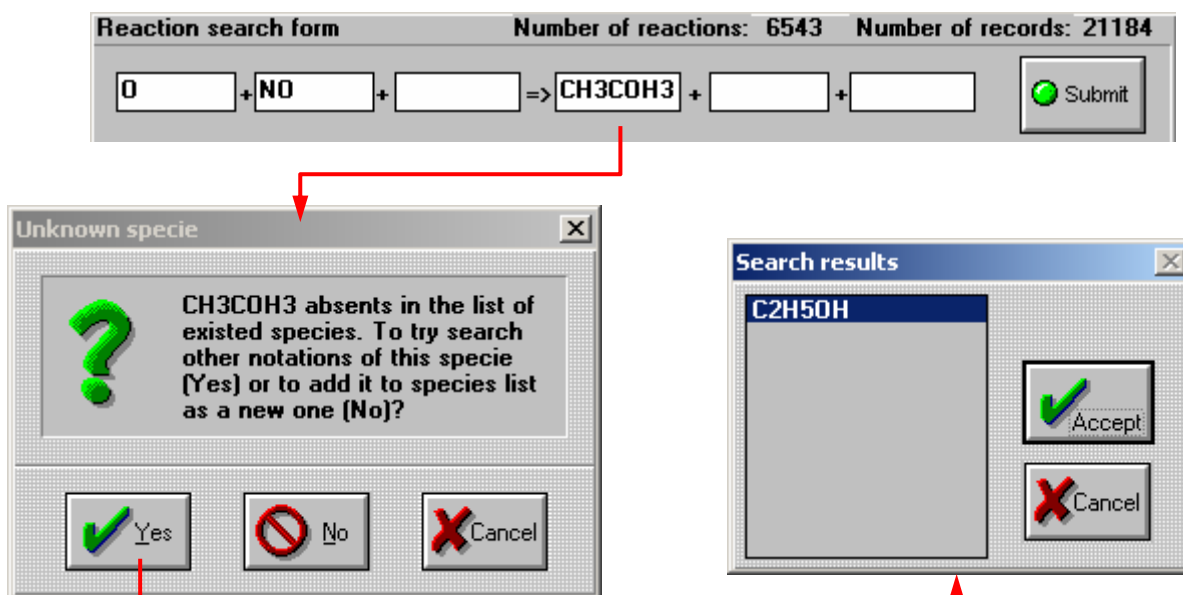 Reaction search form Number of reactions: 6543 Number of records: 21184
O + NO + => CH3COH3 + + Submit
Unknown specie
CH3COH3 absents in the list of
existed species. To try search
other notations of this specie
(Yes) or to add it to species list
as a new one (No)?
Yes No Cancel
Search results
C2H5OH
Accept
Cancel